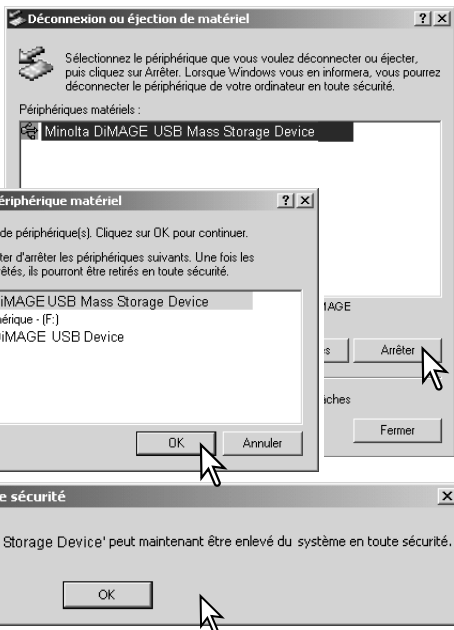 Déconnexion ou éjection de matériel
Sélectionnez le périphérique que vous voulez déconnecter ou éjecter,
puis cliquez sur Arrêter. Lorsque Windows vous en informera, vous pourrez
déconnecter le périphérique de votre ordinateur en toute sécurité.
Périphériques matériels :
Minolta DiMAGE USB Mass Storage Device
ériphérique matériel
de périphérique(s). Cliquez sur OK pour continuer.
ter d'arrêter les périphériques suivants. Une fois les
rêtés, ils pourront être retirés en toute sécurité.
iMAGE USB Mass Storage Device
érique - (F:)
iMAGE USB Device
OK
Annuler
IAGE
s
Arrêter
âches
Fermer
e sécurité
Storage Device' peut maintenant être enlevé du système en toute sécurité.
OK